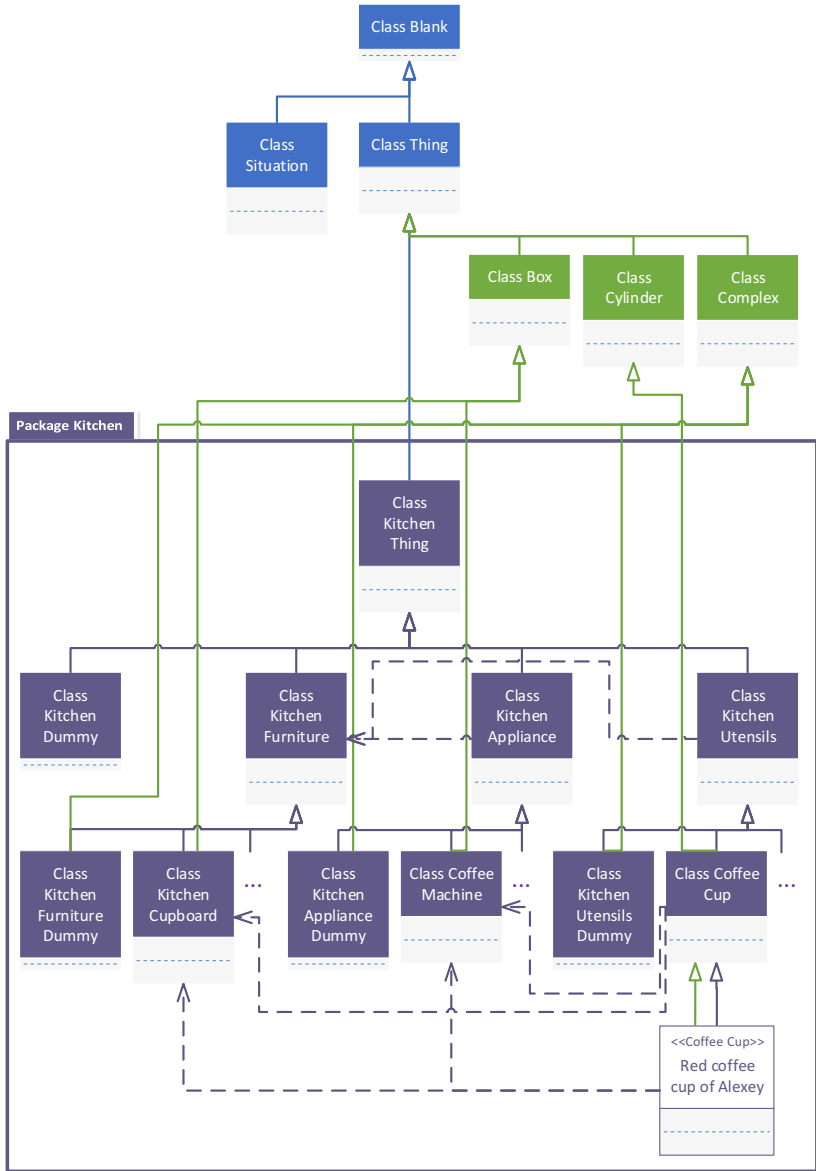 Class Blank
Class
Situation
Class Thing
Class Box
Class
Cylinder
Class
Complex
Package Kitchen
Class
Kitchen
Thing
Class
Kitchen
Dummy
Class
Kitchen
Furniture
Class
Kitchen
Appliance
Class
Kitchen
Utensils
Class
Kitchen
Furniture
Dummy
Class
Kitchen
Cupboard
...
Class
Kitchen
Appliance
Dummy
Class Coffee
Machine
...
Class
Kitchen
Utensils
Dummy
Class Coffee
Cup
...
<<Coffee Cup>>
Red coffee
cup of Alexey